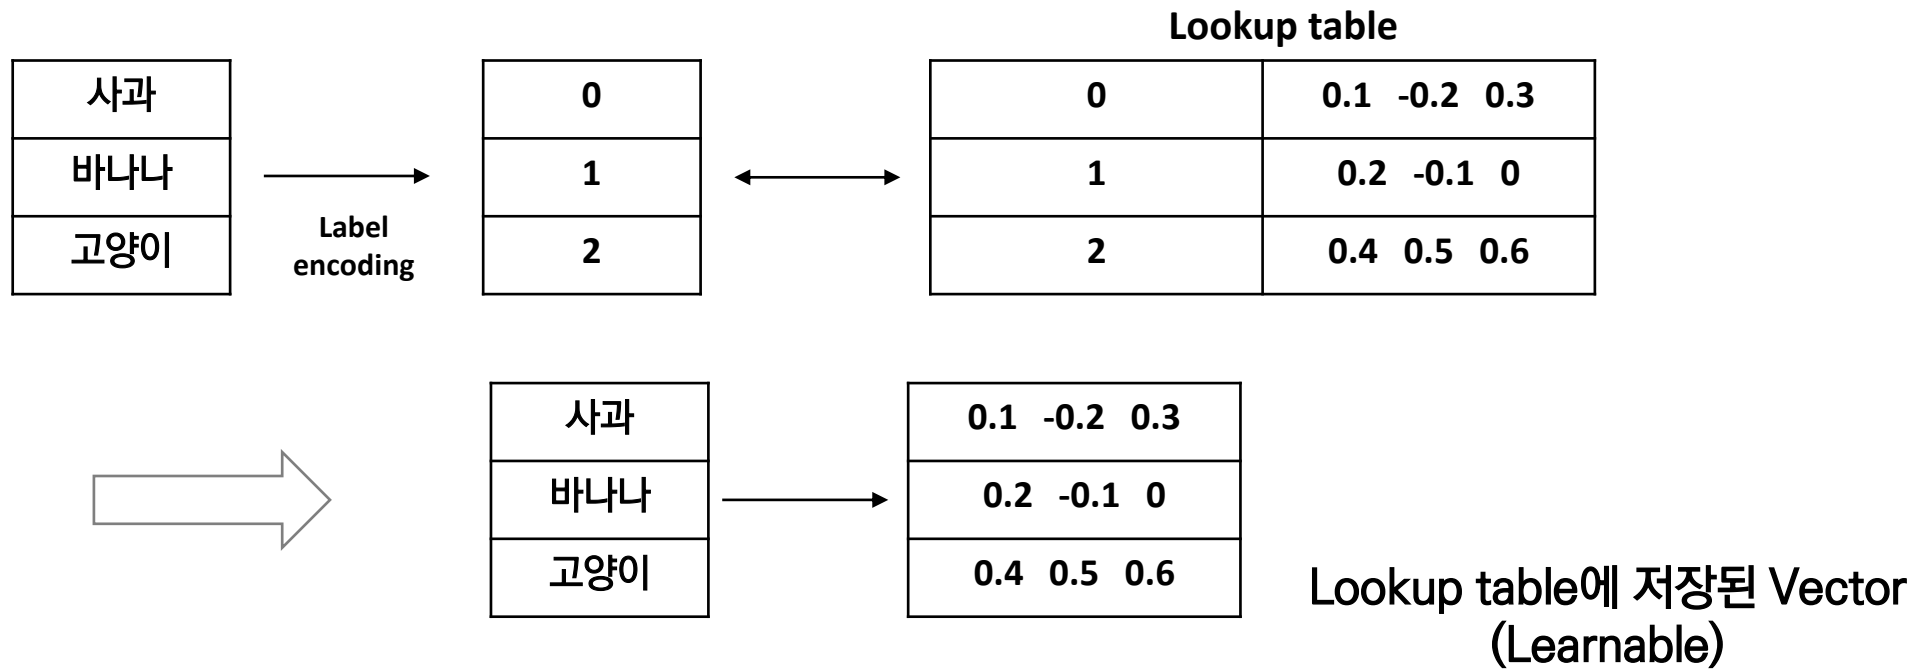 Lookup table
사과 0 0 0.1 -0.2 0.3
바나나 1 1 0.2 -0.1 0
Label
encoding
고양이 2 2 0.4 0.5 0.6
사과 0.1 -0.2 0.3
바나나 0.2 -0.1 0
고양이 0.4 0.5 0.6
Lookup table에 저장된 Vector
(Learnable)